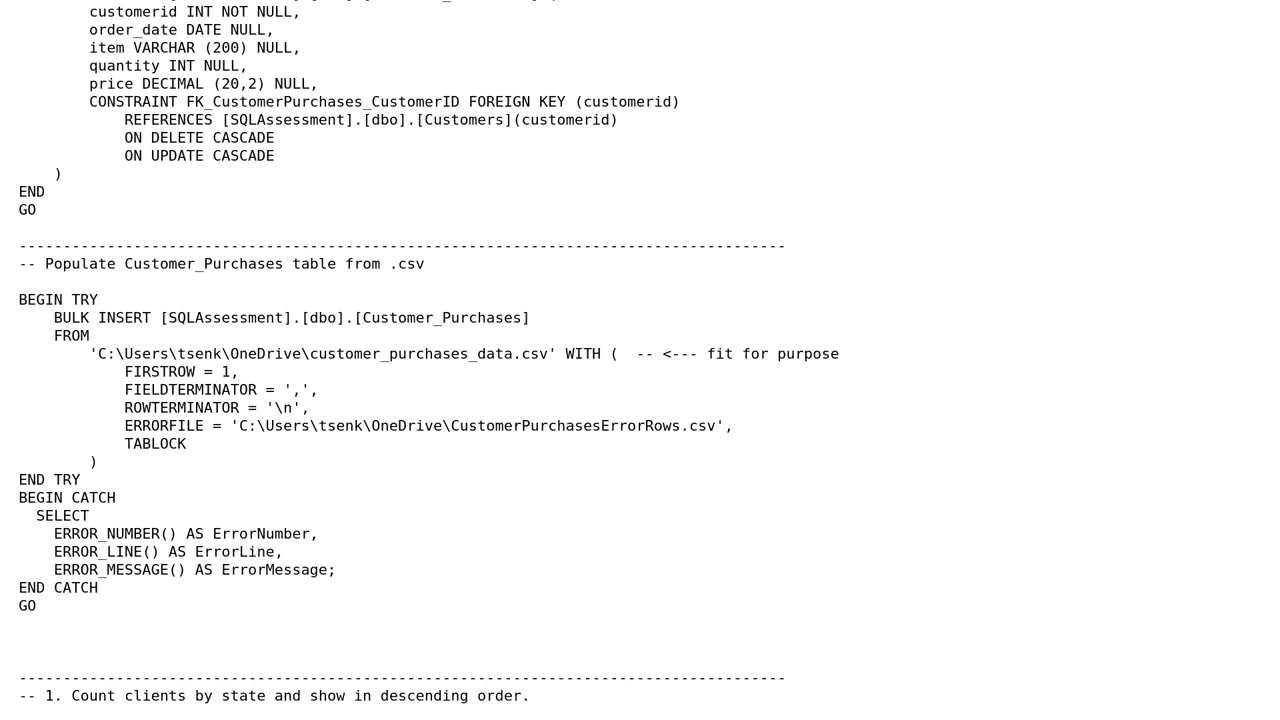 customerid INT NOT NULL,
order_date DATE NULL,
item VARCHAR (200) NULL,
quantity INT NULL,
price DECIMAL (20,2) NULL,
CONSTRAINT FK_CustomerPurchases_CustomerID FOREIGN KEY (customerid)
REFERENCES [SQLAssessment].[dbo].[Customers](customerid)
ON DELETE CASCADE
ON UPDATE CASCADE
)
END
GO
---------------------------------------------------------------------------------------
-- Populate Customer_Purchases table from .csv
BEGIN TRY
BULK INSERT [SQLAssessment].[dbo].[Customer_Purchases]
FROM
'C:\Users\tsenk\OneDrive\customer_purchases_data.csv' WITH (  -- <--- fit for purpose
FIRSTROW = 1,
FIELDTERMINATOR = ',',
ROWTERMINATOR = '\n',
ERRORFILE = 'C:\Users\tsenk\OneDrive\CustomerPurchasesErrorRows.csv',
TABLOCK
)
END TRY
BEGIN CATCH
SELECT
ERROR_NUMBER() AS ErrorNumber,
ERROR_LINE() AS ErrorLine,
ERROR_MESSAGE() AS ErrorMessage;
END CATCH
GO
---------------------------------------------------------------------------------------
-- 1. Count clients by state and show in descending order.